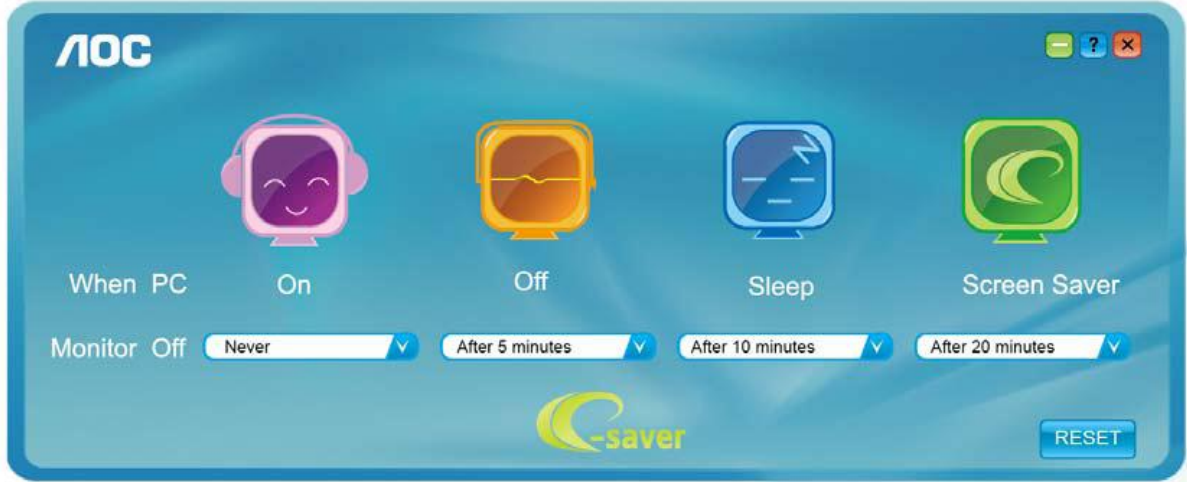 AOC
?
When PC On Off Sleep Screen Saver
Monitor Off Never After 5 minutes After 10 minutes After 20 minutes
e-saver
RESET